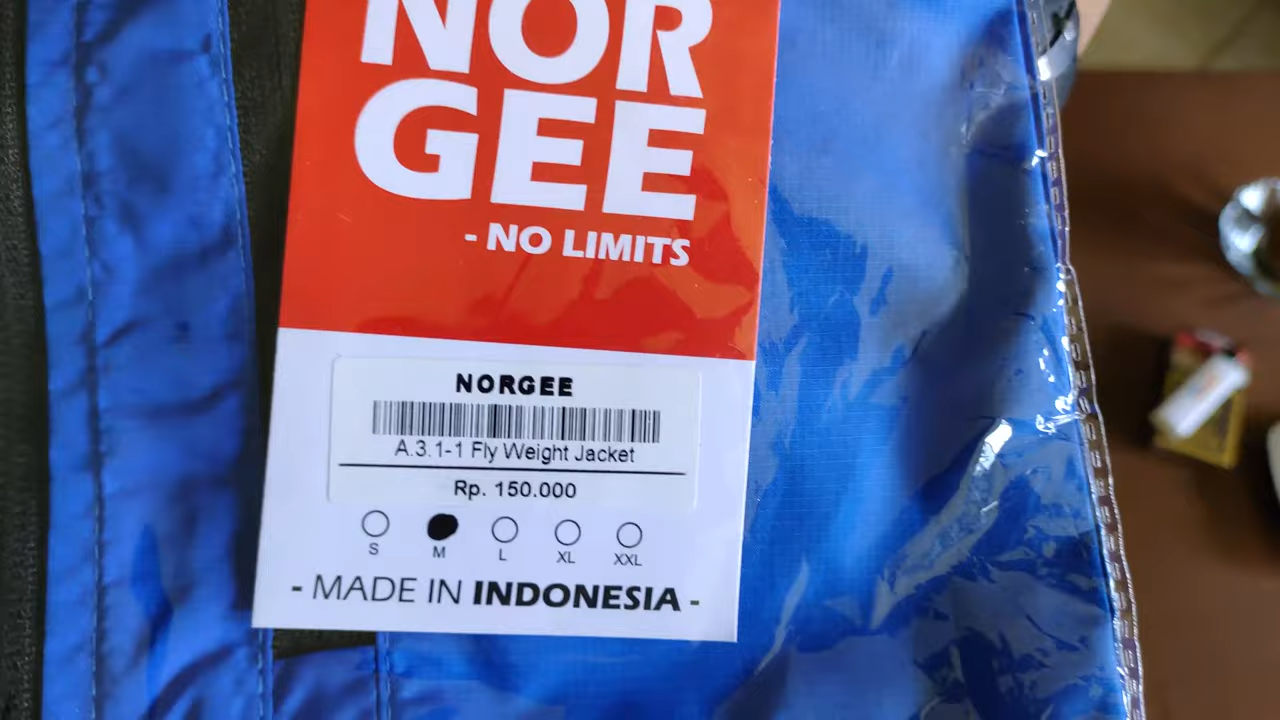 NOR
GEE
- NO LIMITS
NORGEE
A.3.1-1 Fly Weight Jacket
Rp. 150.000
S M L XL XXL
- MADE IN INDONESIA -